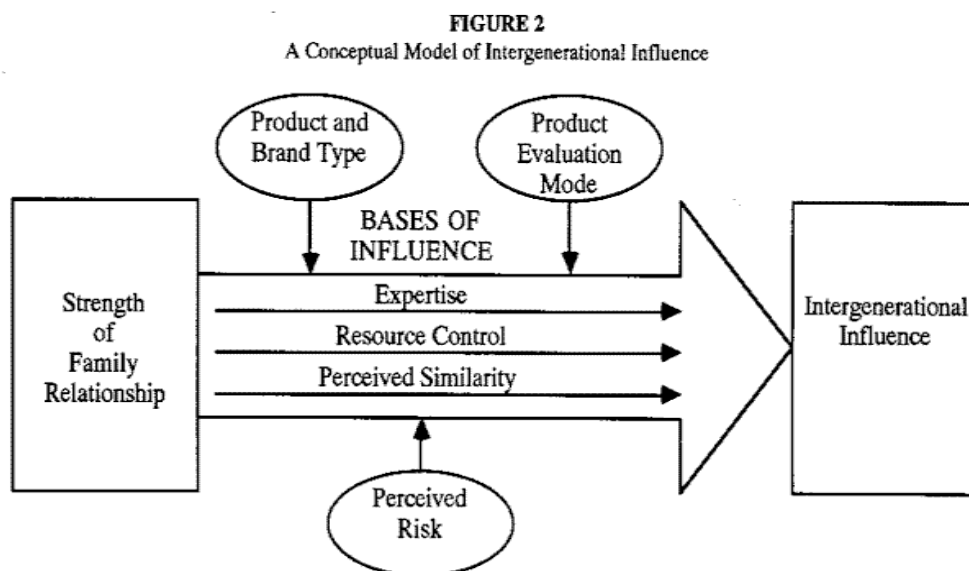 FIGURE 2
A Conceptual Model of Intergenerational Influence
Product and
Brand Type
Product
Evaluation
Mode
BASES OF
INFLUENCE
Strength
of
Family
Relationship
Expertise
Resource Control
Perceived Similarity
Intergenerational
Influence
Perceived
Risk